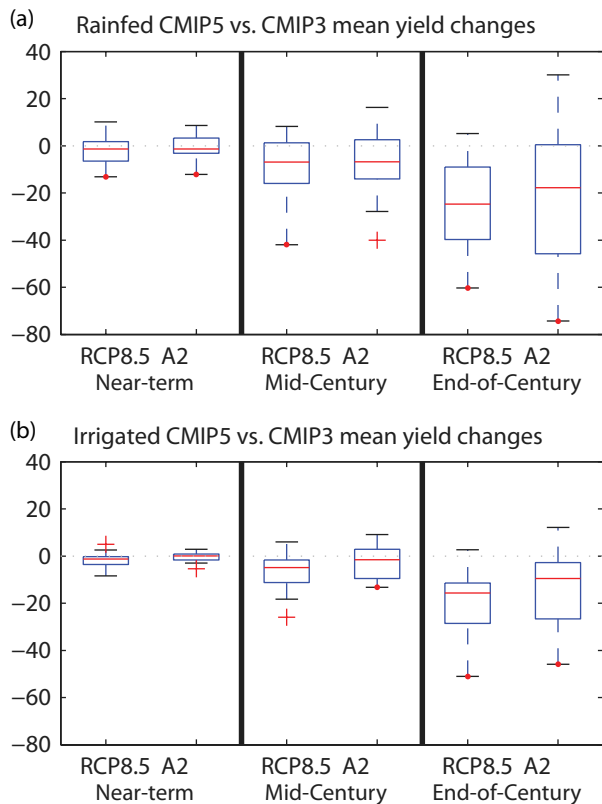 (a) Rainfed CMIP5 vs. CMIP3 mean yield changes
40
20
0
−20
−40
−60
−80
RCP8.5 A2 RCP8.5 A2 RCP8.5 A2
Near-term Mid-Century End-of-Century
(b) Irrigated CMIP5 vs. CMIP3 mean yield changes
40
20
0
−20
−40
−60
−80
RCP8.5 A2 RCP8.5 A2 RCP8.5 A2
Near-term Mid-Century End-of-Century